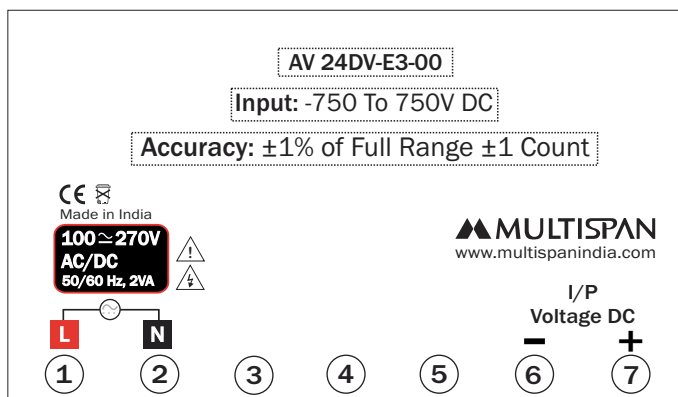 AV 24DV-E3-00
Input: -750 To 750V DC
Accuracy: ±1% of Full Range ±1 Count
CE
Made in India
100 ≃ 270V
AC/DC
50/60 Hz, 2VA
MULTISPAN
www.multispanindia.com
I/P
Voltage DC
L N − +
1 2 3 4 5 6 7